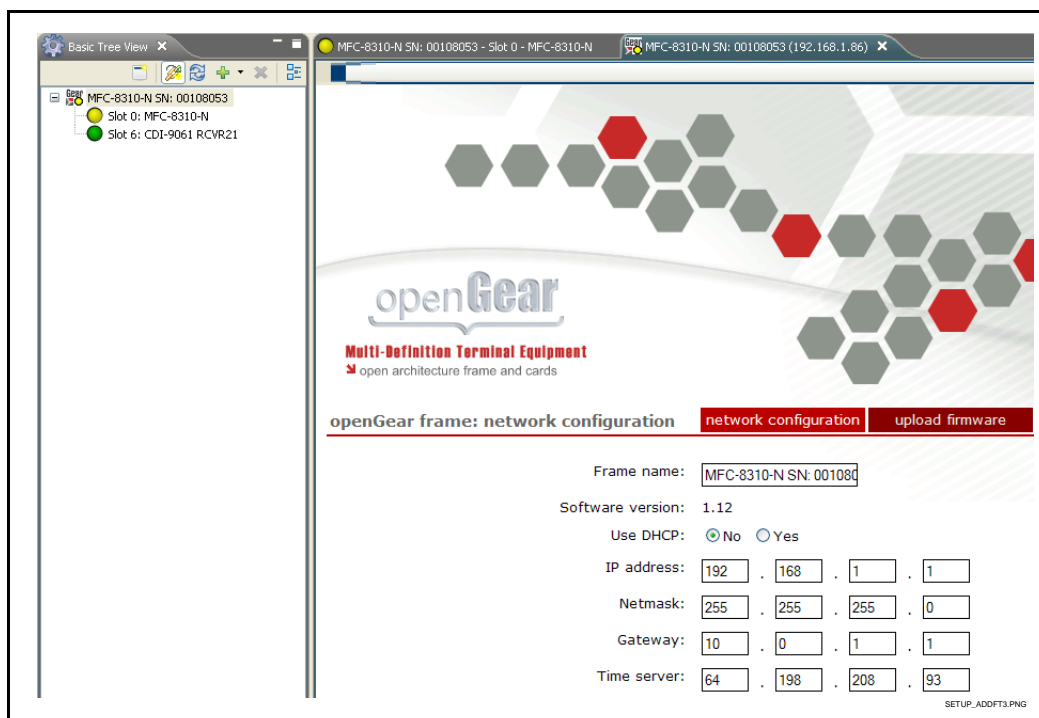 Basic Tree View
MFC-8310-N SN: 00108053 - Slot 0 - MFC-8310-N
Gear MFC-8310-N SN: 00108053 (192.168.1.86)
Gear MFC-8310-N SN: 00108053
Slot 0: MFC-8310-N
Slot 6: CDI-9061 RCVR21
openGear
Multi-Definition Terminal Equipment
open architecture frame and cards
openGear frame: network configuration
network configuration
upload firmware
Frame name: MFC-8310-N SN: 001080
Software version: 1.12
Use DHCP: No Yes
IP address: 192 . 168 . 1 . 1
Netmask: 255 . 255 . 255 . 0
Gateway: 10 . 0 . 1 . 1
Time server: 64 . 198 . 208 . 93
SETUP_ADDFT3.PNG